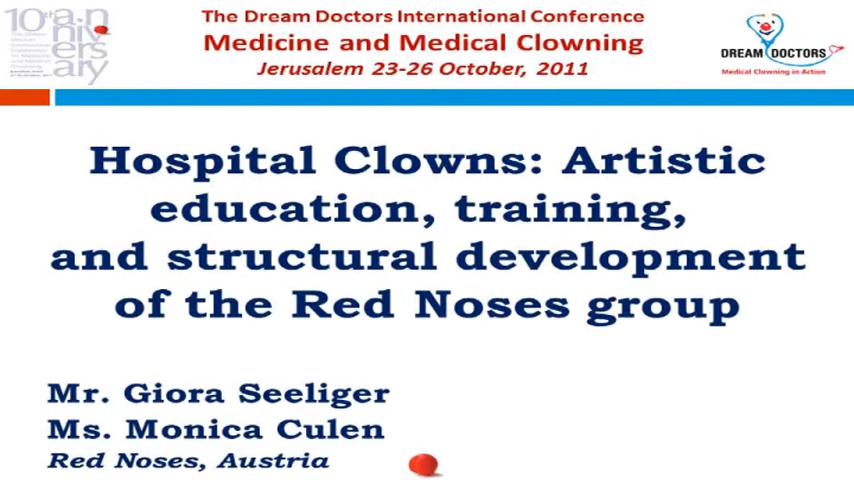 10th
anniversary
The Dream Doctors International Conference
Medicine and Medical Clowning
Jerusalem 23-26 October, 2011
DREAM DOCTORS
Medical Clowning in Action
Hospital Clowns: Artistic
education, training,
and structural development
of the Red Noses group
Mr. Giora Seeliger
Ms. Monica Culen
Red Noses, Austria